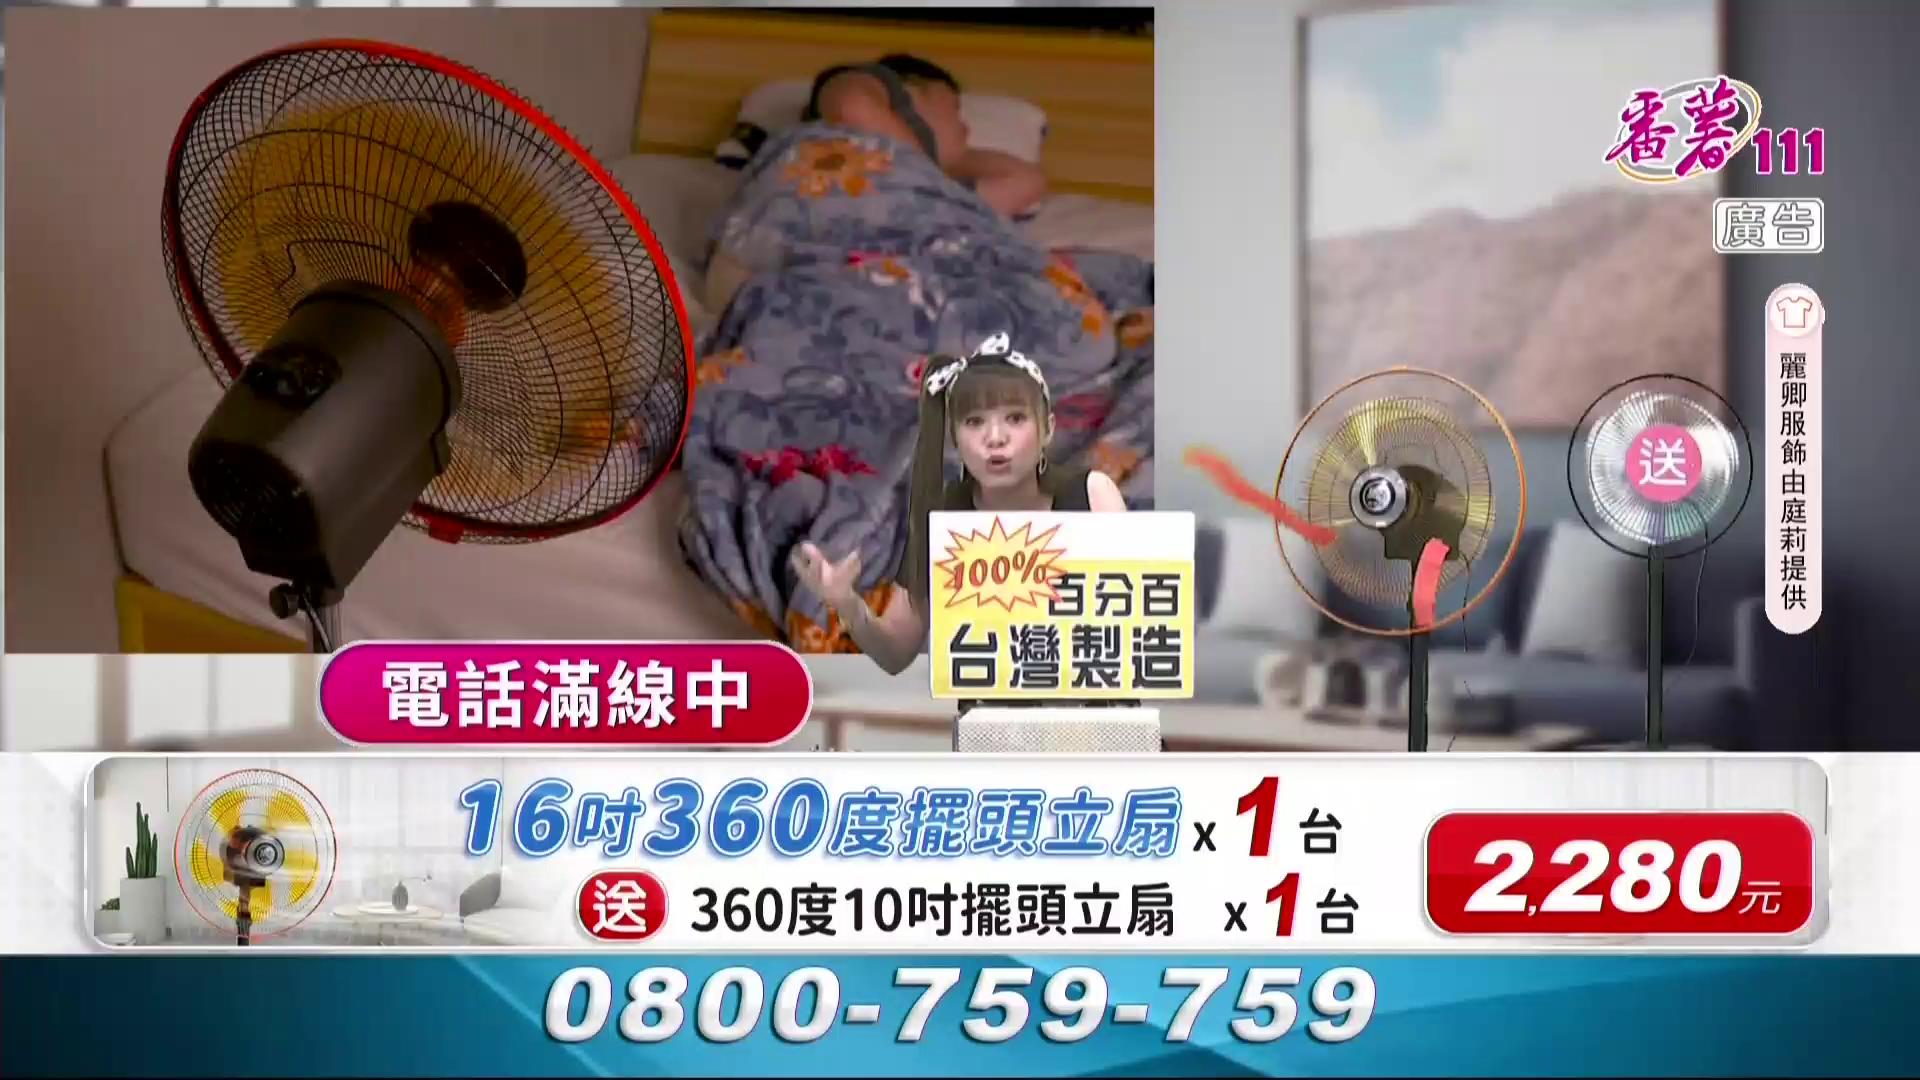 番薯111
廣告
麗卿服飾由庭莉提供
送
100%
百分百
台灣製造
電話滿線中
16吋360度擺頭立扇 x 1 台
送 360度10吋擺頭立扇 x 1 台
2,280元
0800-759-759